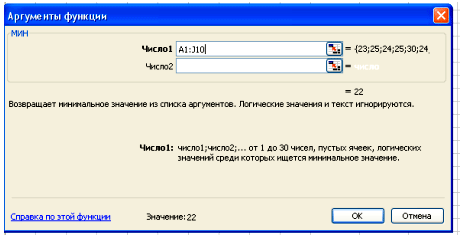 Аргументы функции
МИН
Число1 A1:J10 = {23;25;24;25;30;24
Число2 = число
= 22
Возвращает минимальное значение из списка аргументов. Логические значения и текст игнорируются.
Число1: число1;число2;... от 1 до 30 чисел, пустых ячеек, логических
значений среди которых ищется минимальное значение.
Справка по этой функции Значение:22 ОК Отмена